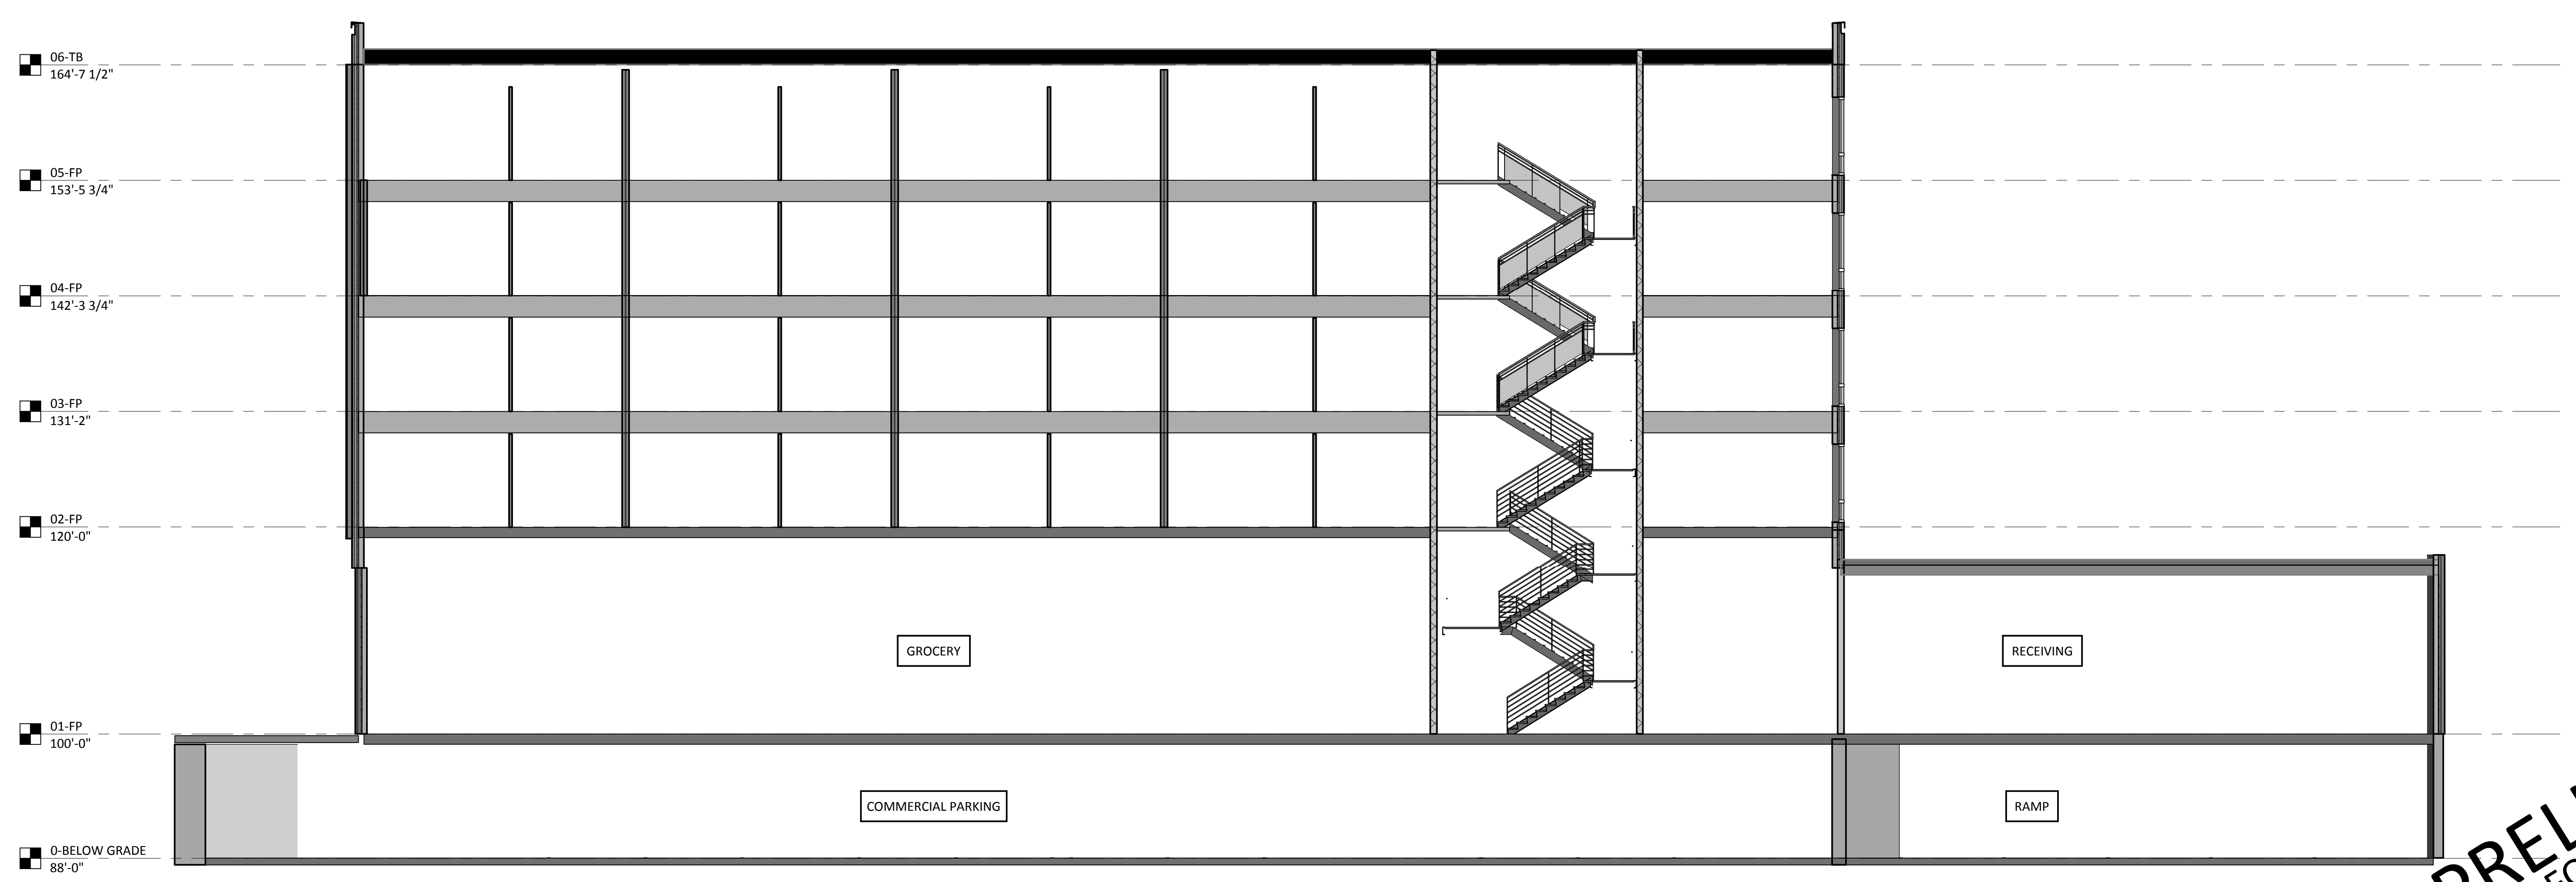 06-TB
164'-7 1/2"
05-FP
153'-5 3/4"
04-FP
142'-3 3/4"
03-FP
131'-2"
02-FP
120'-0"
GROCERY
RECEIVING
01-FP
100'-0"
COMMERCIAL PARKING
RAMP
0-BELOW GRADE
88'-0"